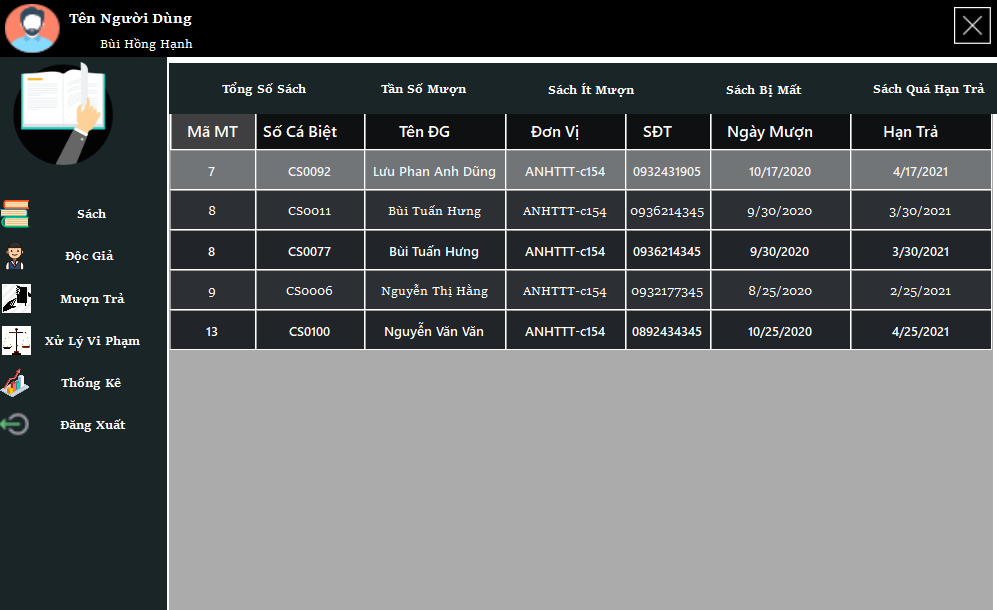 Tên Người Dùng
Bùi Hồng Hạnh
Tổng Số Sách Tần Số Mượn Sách Ít Mượn Sách Bị Mất Sách Quá Hạn Trả
Sách
Độc Giả
Mượn Trả
Xử Lý Vi Phạm
Thống Kê
Đăng Xuất
Mã MT Số Cá Biệt Tên ĐG Đơn Vị SĐT Ngày Mượn Hạn Trả
7 CS0092 Lưu Phan Anh Dũng ANHTTT-c154 0932431905 10/17/2020 4/17/2021
8 CS0011 Bùi Tuấn Hưng ANHTTT-c154 0936214345 9/30/2020 3/30/2021
8 CS0077 Bùi Tuấn Hưng ANHTTT-c154 0936214345 9/30/2020 3/30/2021
9 CS0006 Nguyễn Thị Hằng ANHTTT-c154 0932177345 8/25/2020 2/25/2021
13 CS0100 Nguyễn Văn Văn ANHTTT-c154 0892434345 10/25/2020 4/25/2021